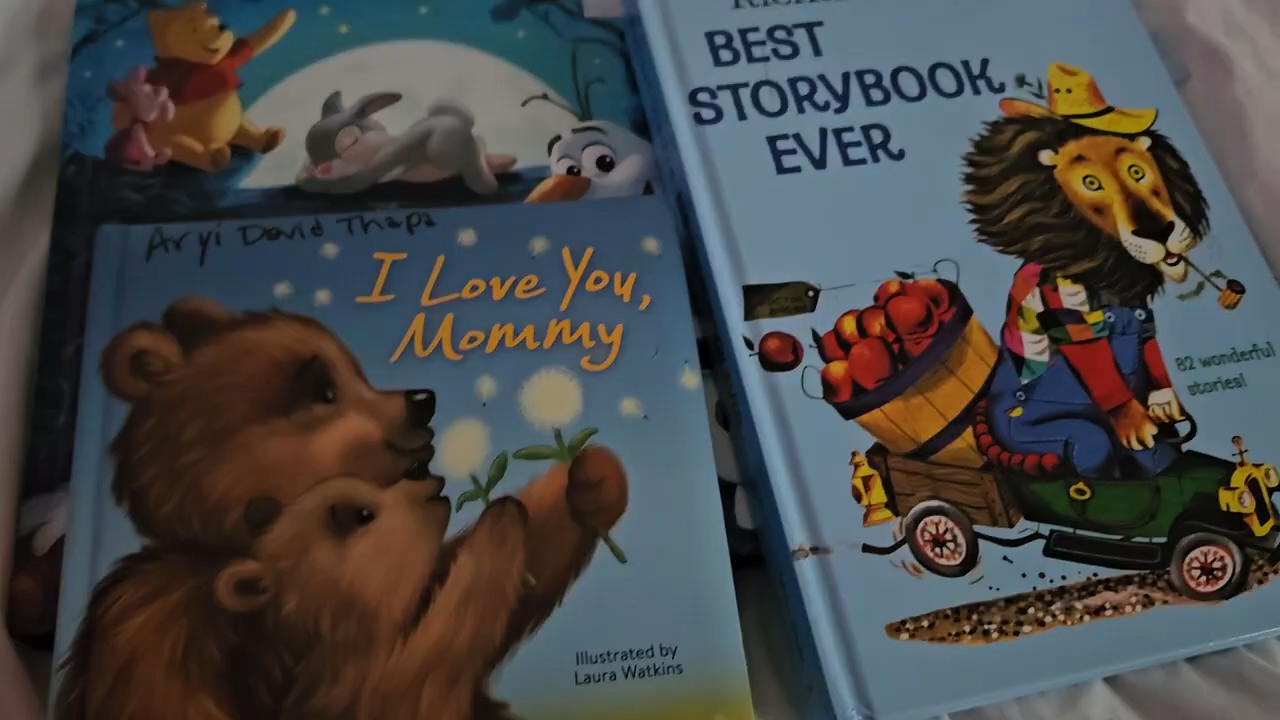 Aryi David Thapa
I Love You,
Mommy
Illustrated by
Laura Watkins
BEST
STORYBOOK
EVER
82 wonderful
stories!